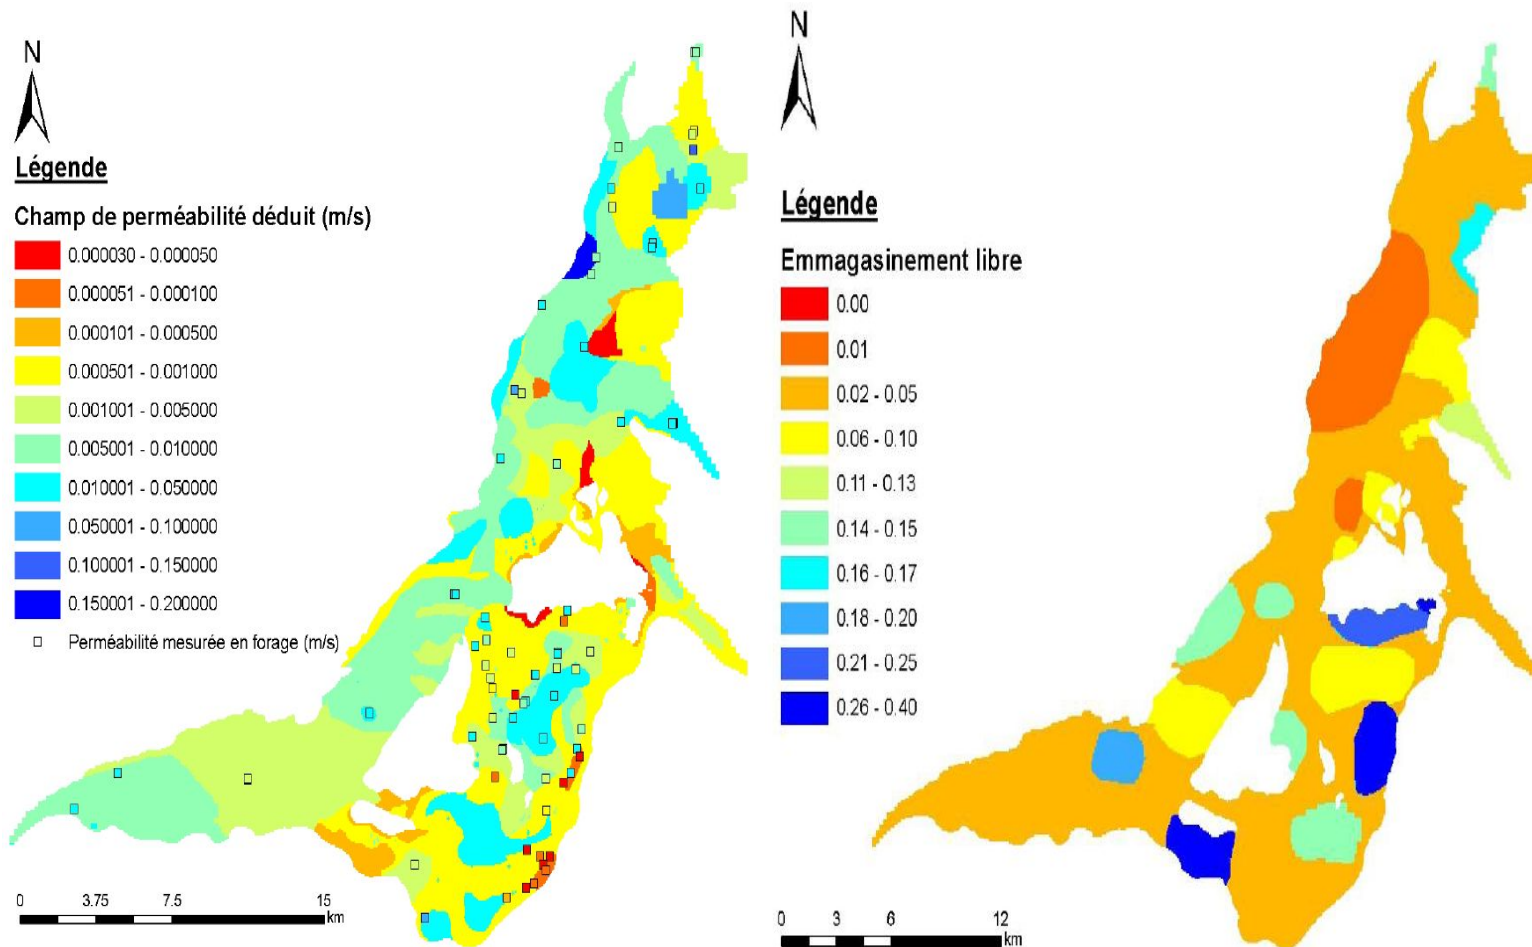 N
Légende
Champ de perméabilité déduit (m/s)
0.000030 - 0.000050
0.000051 - 0.000100
0.000101 - 0.000500
0.000501 - 0.001000
0.001001 - 0.005000
0.005001 - 0.010000
0.010001 - 0.050000
0.050001 - 0.100000
0.100001 - 0.150000
0.150001 - 0.200000
Perméabilité mesurée en forage (m/s)
0 3.75 7.5 15
km
N
Légende
Emmagasinement libre
0.00
0.01
0.02 - 0.05
0.06 - 0.10
0.11 - 0.13
0.14 - 0.15
0.16 - 0.17
0.18 - 0.20
0.21 - 0.25
0.26 - 0.40
0 3 6 12
km